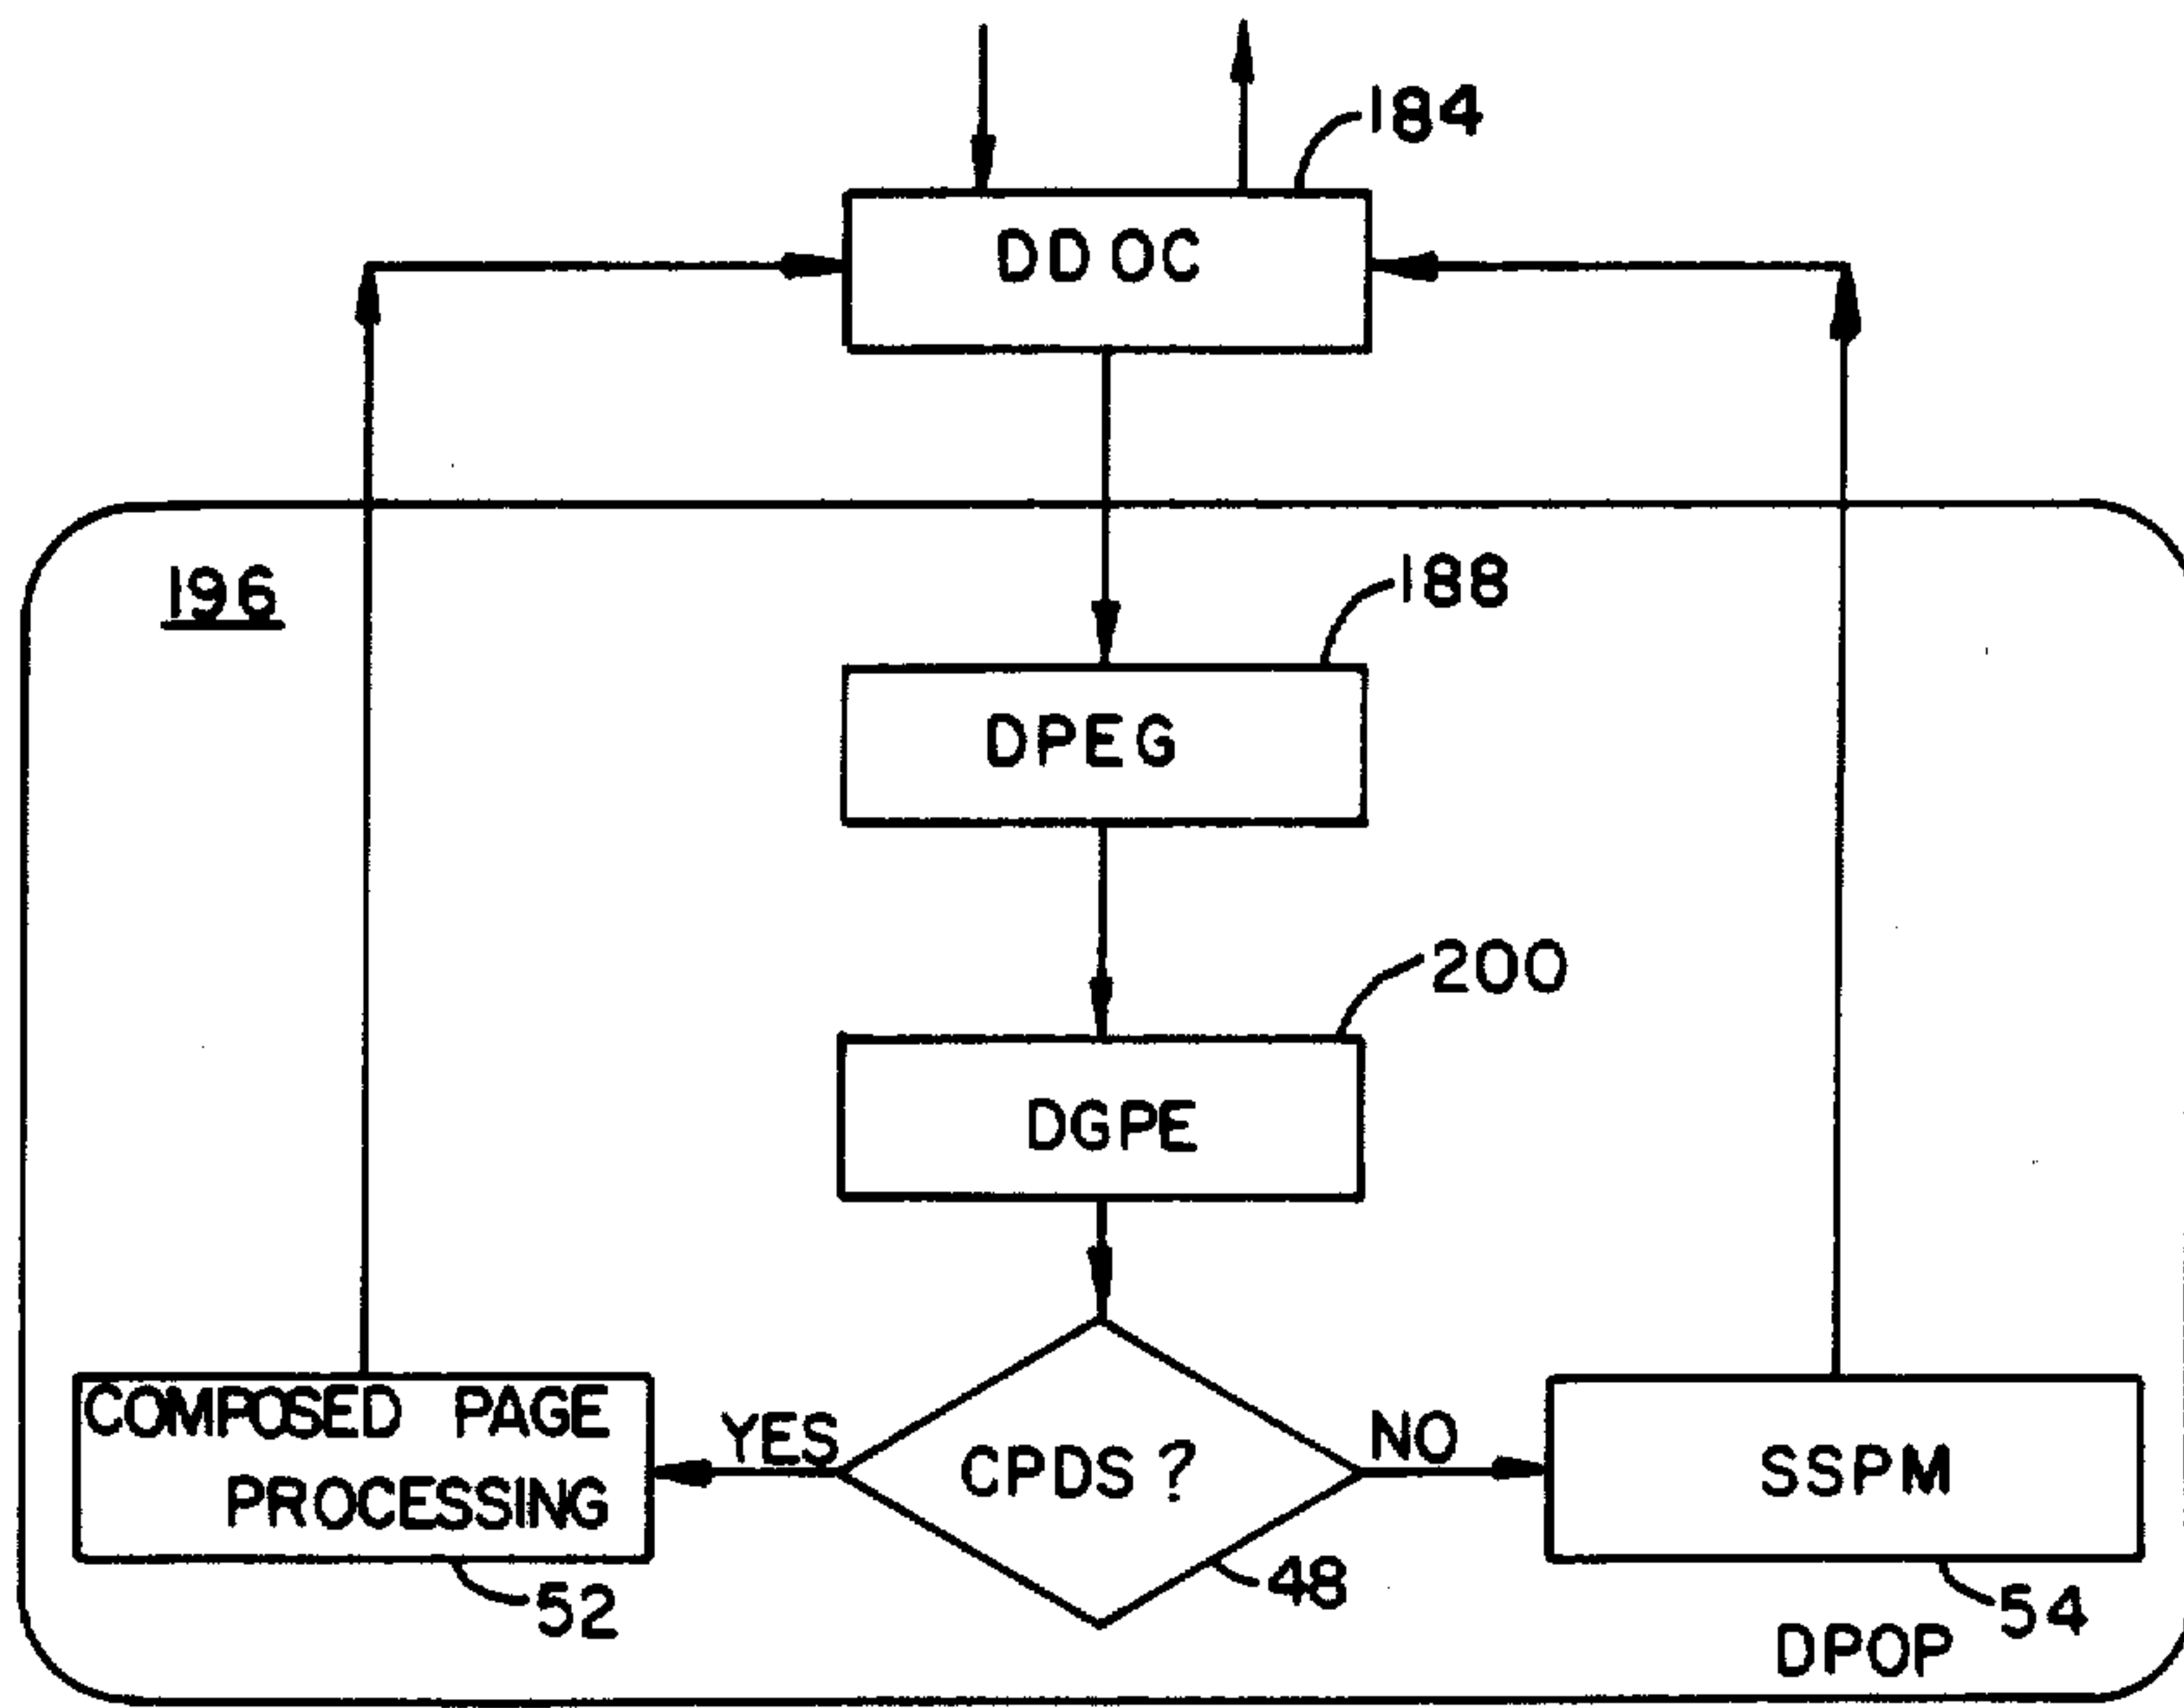 184
DDOC
196
188
DPEG
200
DGPE
COMPOSED PAGE
PROCESSING
YES
CPDS ?
NO
SSPM
52
48
54
DPOP